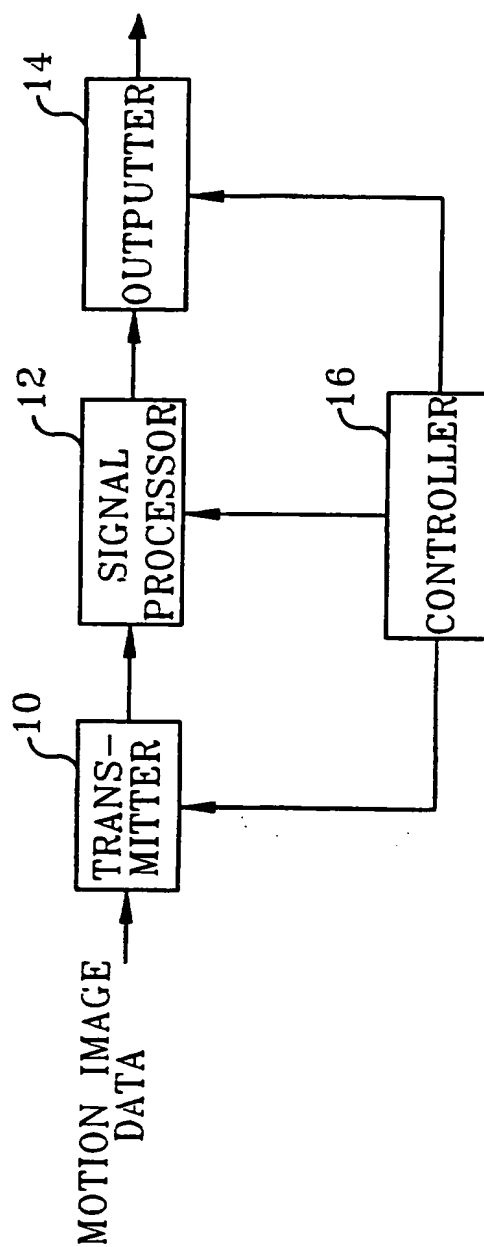 MOTION IMAGE
DATA
10
TRANS-
MITTER
12
SIGNAL
PROCESSOR
14
OUTPUTTER
16
CONTROLLER